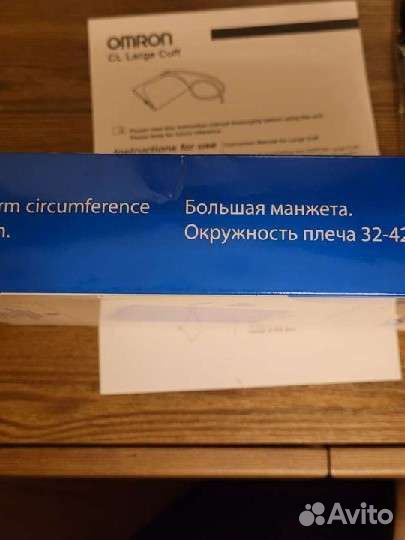 OMRON
CL Large Cuff
Instructions for use
rm circumference
n.
Большая манжета.
Окружность плеча 32-42
Avito